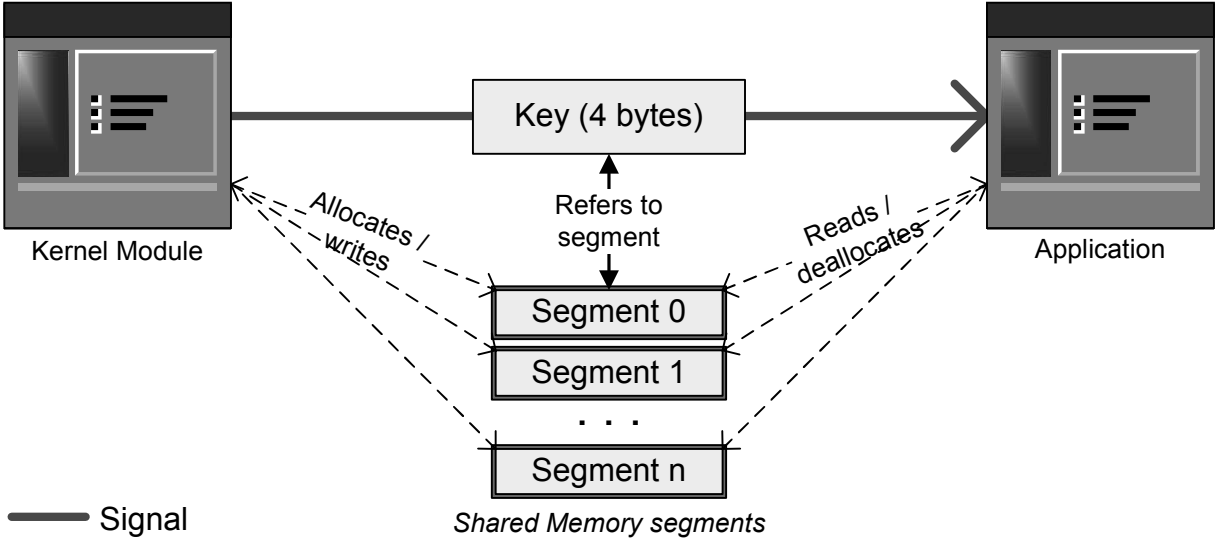 Key (4 bytes)
Kernel Module
Allocates /
writes
Refers to
segment
Reads /
deallocates
Application
Segment 0
Segment 1
. . .
Segment n
Signal
Shared Memory segments